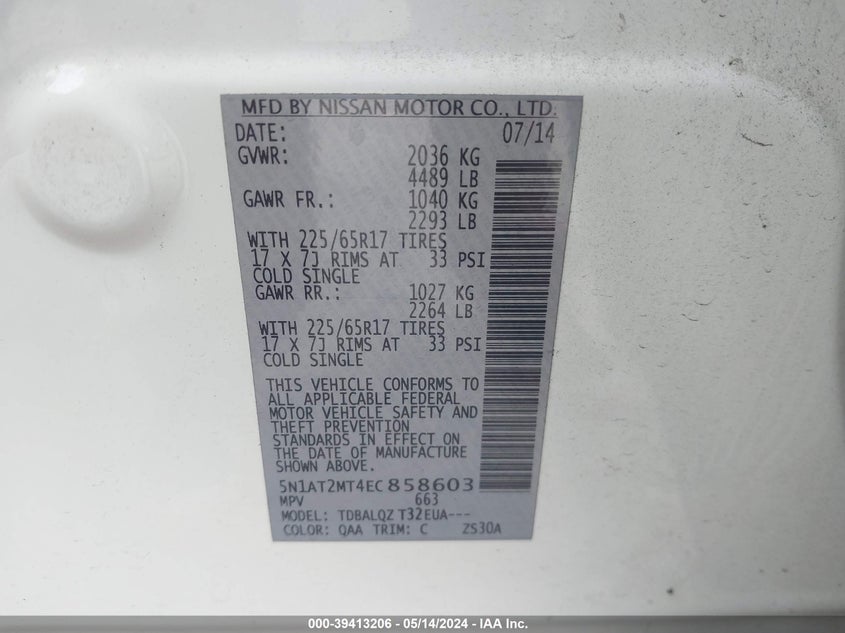 MFD BY NISSAN MOTOR CO., LTD.
DATE: 07/14
GVWR: 2036 KG
4489 LB
GAWR FR.: 1040 KG
2293 LB
WITH 225/65R17 TIRES
17 X 7J RIMS AT 33 PSI
COLD SINGLE
GAWR RR.: 1027 KG
2264 LB
WITH 225/65R17 TIRES
17 X 7J RIMS AT 33 PSI
COLD SINGLE
THIS VEHICLE CONFORMS TO
ALL APPLICABLE FEDERAL
MOTOR VEHICLE SAFETY AND
THEFT PREVENTION
STANDARDS IN EFFECT ON
THE DATE OF MANUFACTURE
SHOWN ABOVE.
5N1AT2MT4EC858603
MPV 663
MODEL: TDBALQZ T32EUA---
COLOR: QAA TRIM: C ZS30A
000-39413206 - 05/14/2024 - IAA Inc.